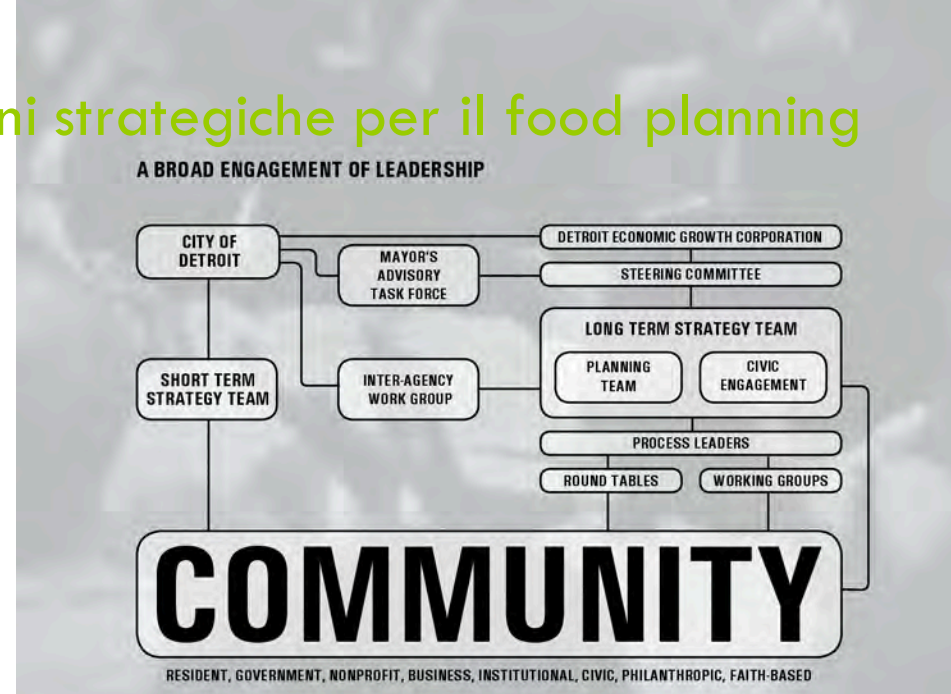 ni strategiche per il food planning
A BROAD ENGAGEMENT OF LEADERSHIP
CITY OF
DETROIT
MAYOR'S
ADVISORY
TASK FORCE
DETROIT ECONOMIC GROWTH CORPORATION
STEERING COMMITTEE
LONG TERM STRATEGY TEAM
PLANNING
TEAM
CIVIC
ENGAGEMENT
SHORT TERM
STRATEGY TEAM
INTER-AGENCY
WORK GROUP
PROCESS LEADERS
ROUND TABLES
WORKING GROUPS
COMMUNITY
RESIDENT, GOVERNMENT, NONPROFIT, BUSINESS, INSTITUTIONAL, CIVIC, PHILANTHROPIC, FAITH-BASED